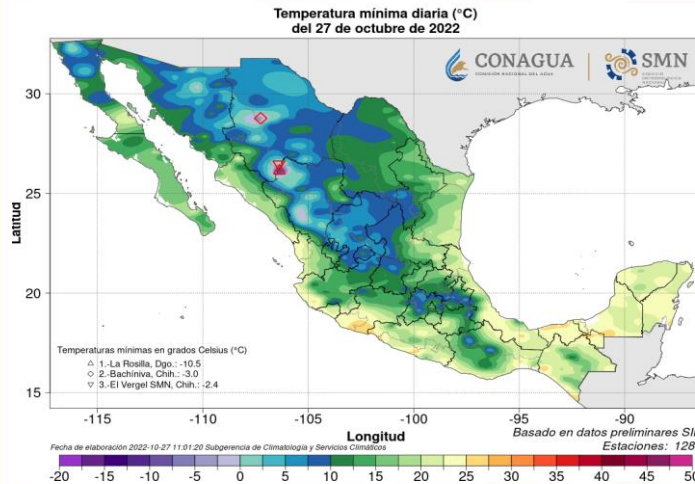 Temperatura mínima diaria (°C)
del 27 de octubre de 2022
CONAGUA
COMISIÓN NACIONAL DEL AGUA
SMN
30
25
20
15
Latitud
Temperaturas mínimas en grados Celsius (°C)
1.-La Rosilla, Dgo.: -10.5
2.-Bachíniva, Chih.: -3.0
3.-El Vergel SMN, Chih.: -2.4
-115 -110 -105 -100 -95 -90
Longitud
Basado en datos preliminares
Fecha de elaboración 2022-10-27 11:01:20 Subgerencia de Climatología y Servicios Climáticos
Estaciones: 128
-20 -15 -10 -5 0 5 10 15 20 25 30 35 40 45 50